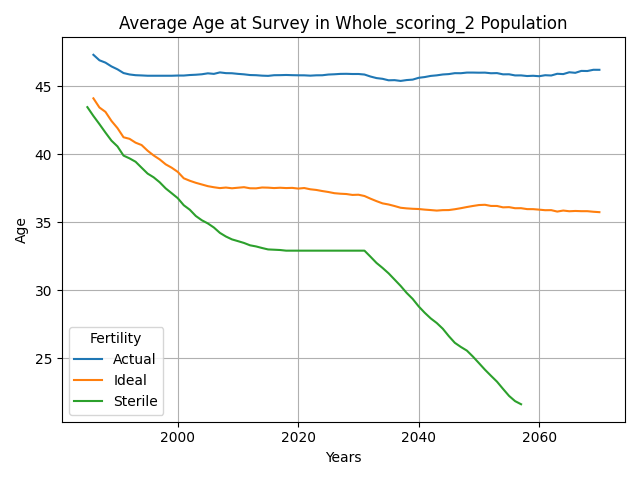 Average Age at Survey in Whole_scoring_2 Population
Age
45
40
35
30
25
Fertility
Actual
Ideal
Sterile
2000 2020 2040 2060
Years